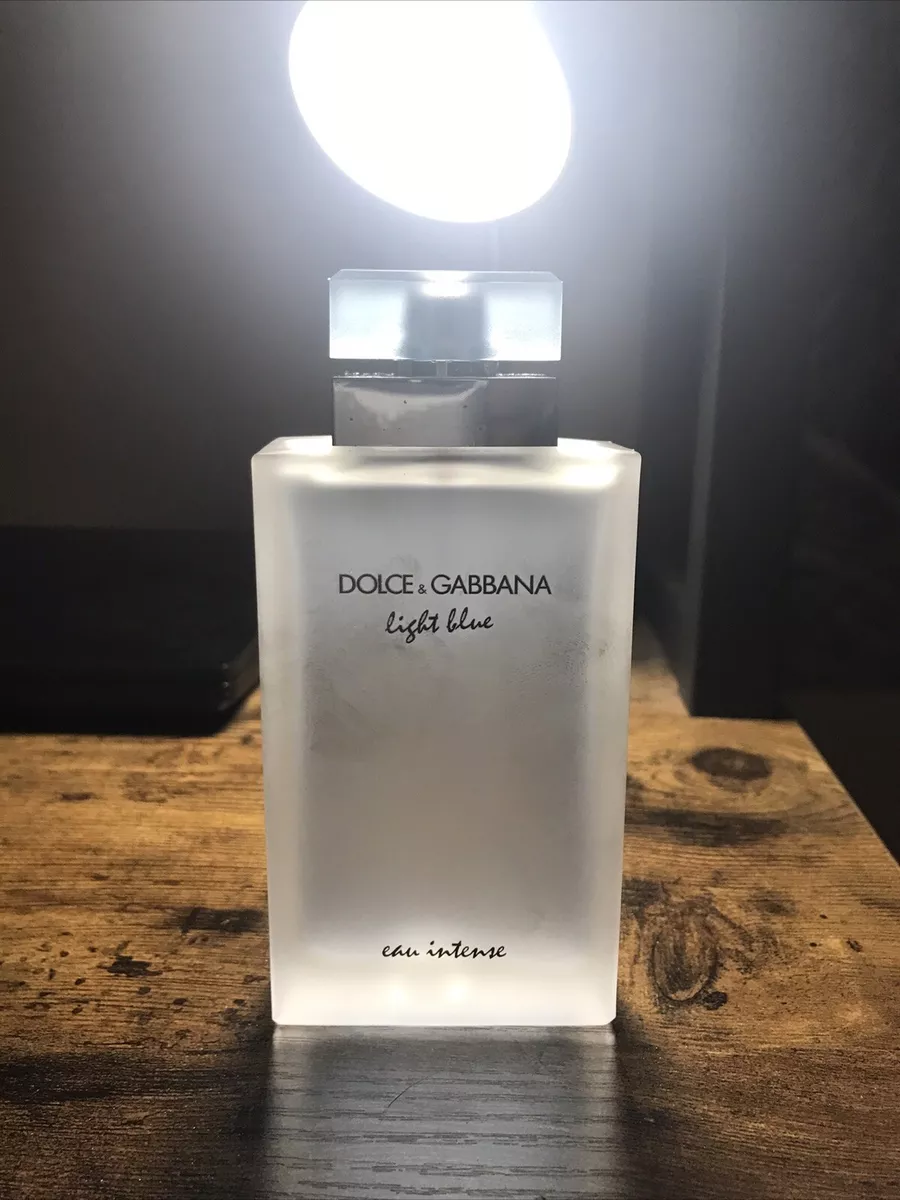 DOLCE & GABBANA
light blue
eau intense